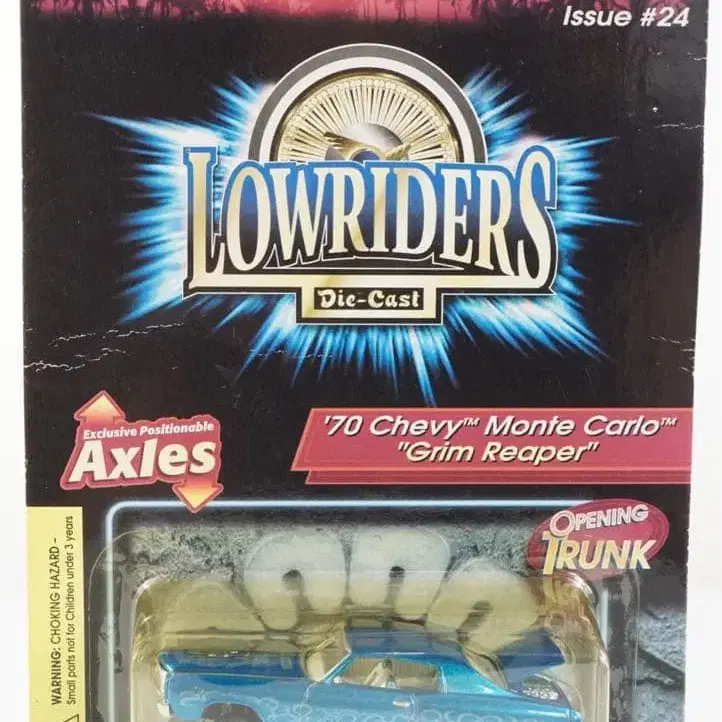 Issue #24
LOWRIDERS
Die-Cast
Exclusive Positionable
Axles
'70 Chevy™ Monte Carlo™
"Grim Reaper"
OPENING
TRUNK
WARNING: CHOKING HAZARD –
Small parts not for Children under 3 years